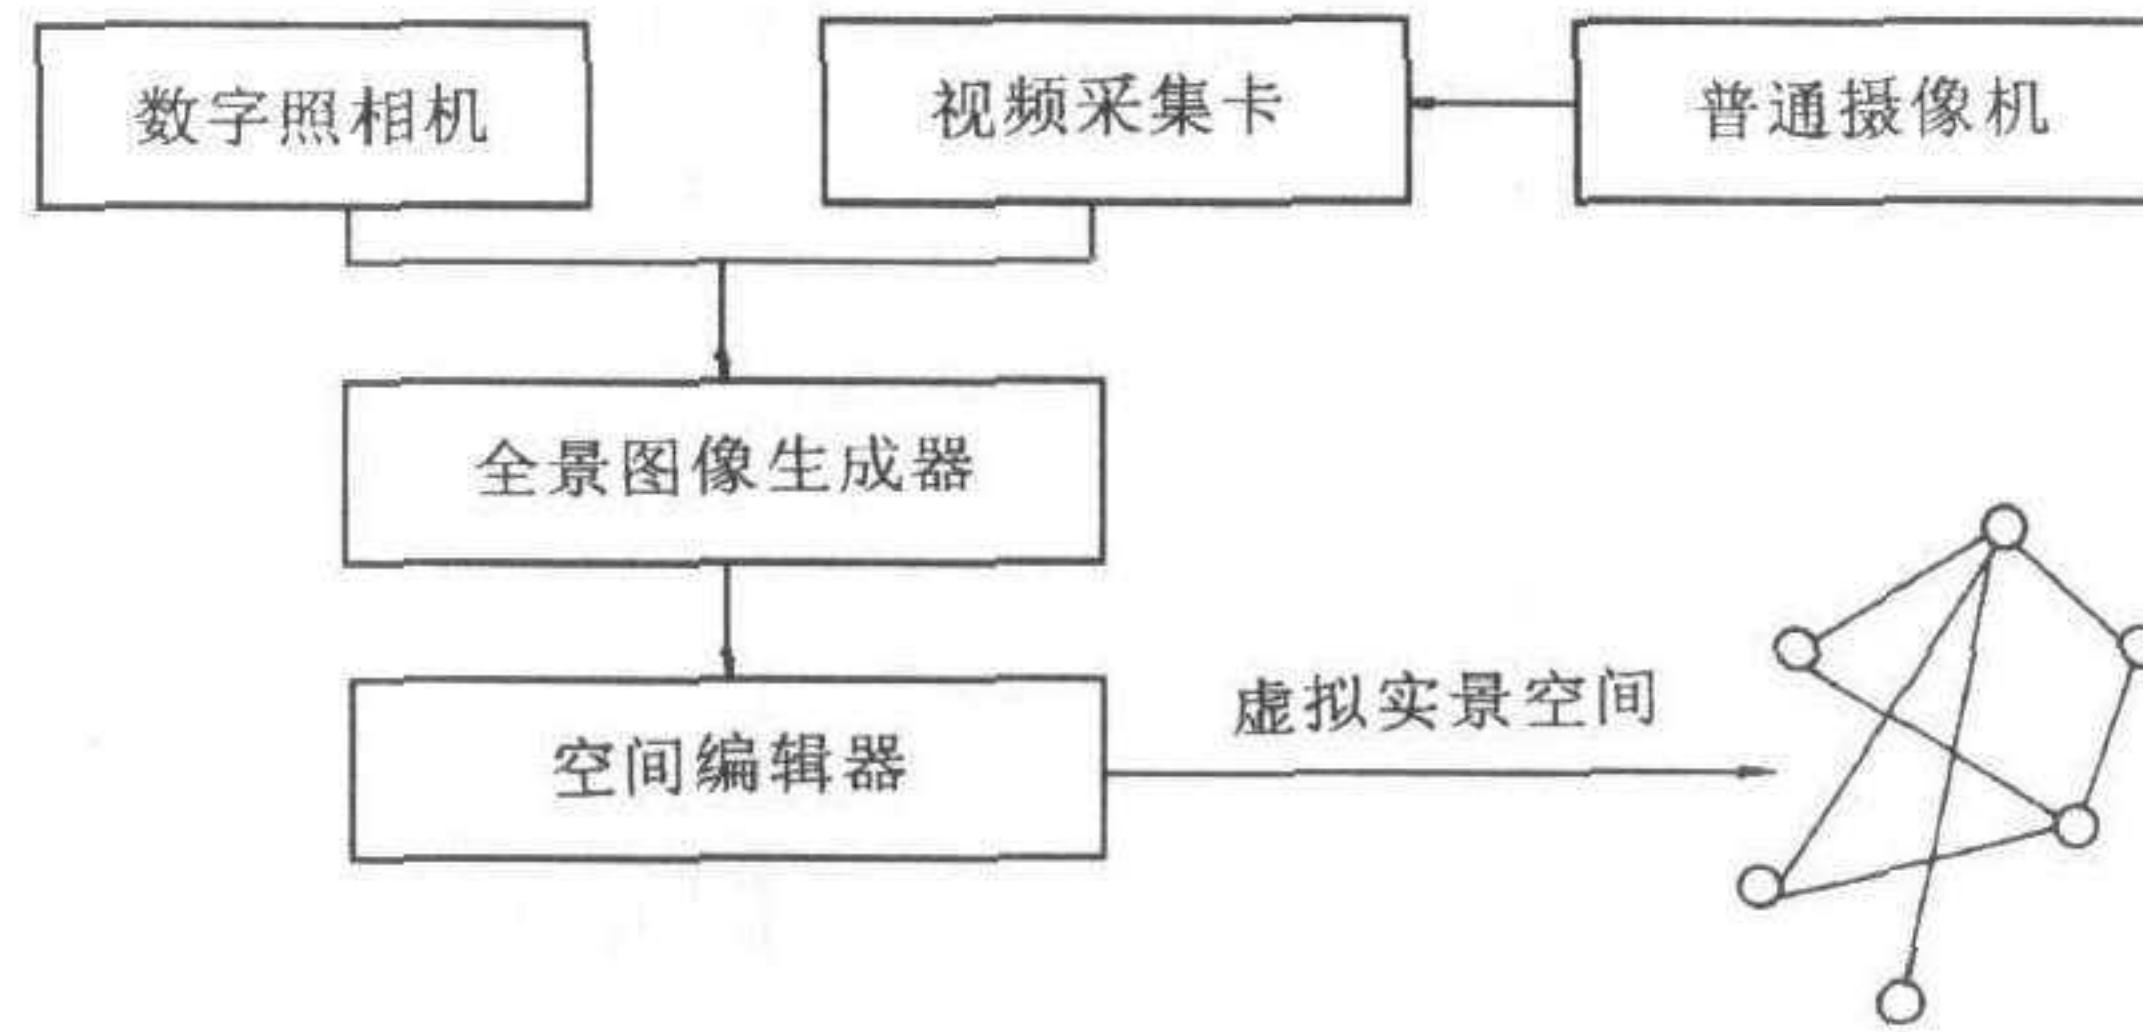 数字照相机
视频采集卡
普通摄像机
全景图像生成器
空间编辑器
虚拟实景空间